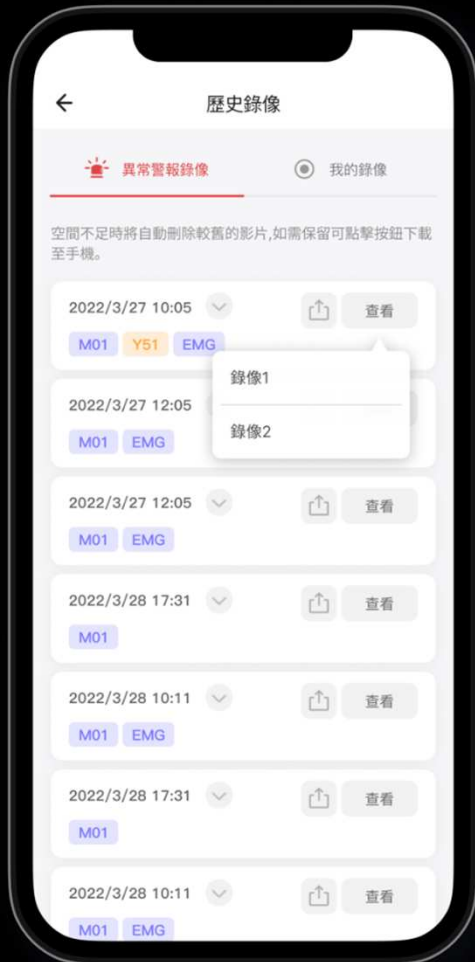 歷史錄像
異常警報錄像 我的錄像
空間不足時將自動刪除較舊的影片,如需保留可點擊按鈕下載
至手機。
2022/3/27 10:05 查看
M01 Y51 EMG
錄像1
2022/3/27 12:05
錄像2
M01 EMG
2022/3/27 12:05 查看
M01 EMG
2022/3/28 17:31 查看
M01
2022/3/28 10:11 查看
M01 EMG
2022/3/28 17:31 查看
M01
2022/3/28 10:11 查看
M01 EMG